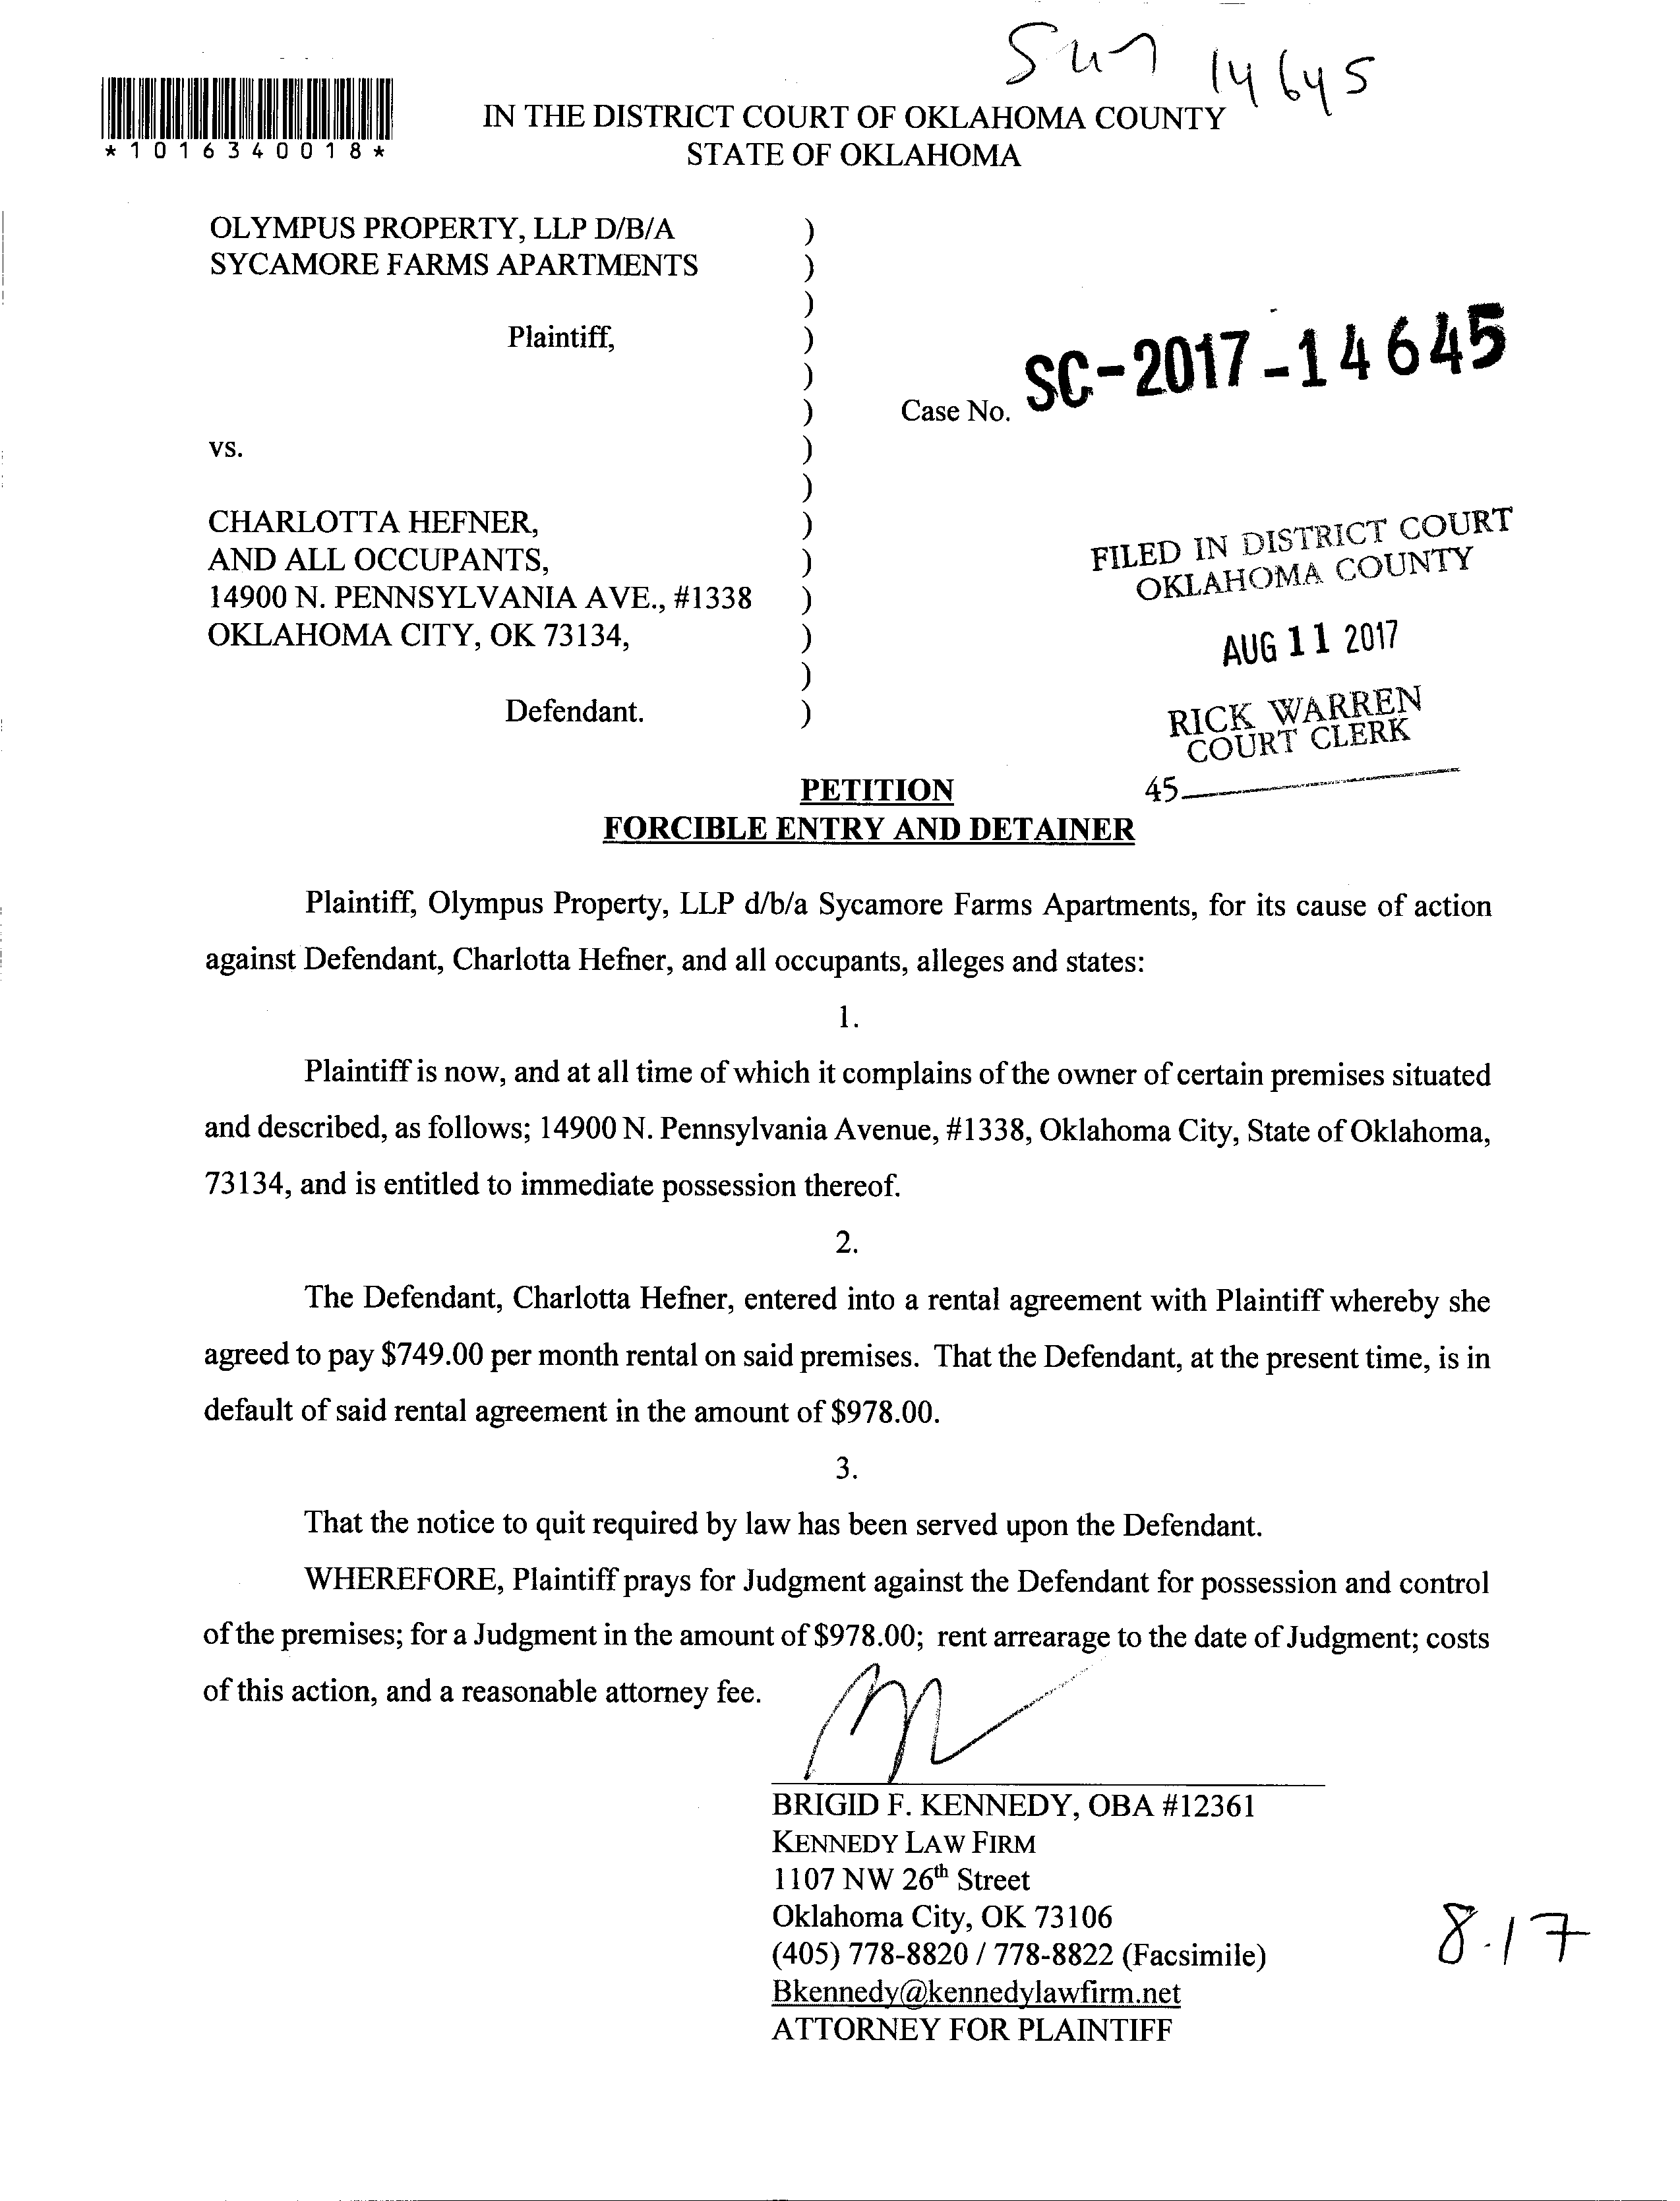 14645
*1016340018*
IN THE DISTRICT COURT OF OKLAHOMA COUNTY
STATE OF OKLAHOMA
OLYMPUS PROPERTY, LLP D/B/A )
SYCAMORE FARMS APARTMENTS )
)
Plaintiff, )
)
) Case No. SC-2017-14645
vs. )
)
CHARLOTTA HEFNER, )
AND ALL OCCUPANTS, )
14900 N. PENNSYLVANIA AVE., #1338 )
OKLAHOMA CITY, OK 73134, )
)
Defendant. )
FILED IN DISTRICT COURT
OKLAHOMA COUNTY
AUG 11 2017
RICK WARREN
COURT CLERK
45
PETITION
FORCIBLE ENTRY AND DETAINER
Plaintiff, Olympus Property, LLP d/b/a Sycamore Farms Apartments, for its cause of action
against Defendant, Charlotta Hefner, and all occupants, alleges and states:
1.
Plaintiff is now, and at all time of which it complains of the owner of certain premises situated
and described, as follows; 14900 N. Pennsylvania Avenue, #1338, Oklahoma City, State of Oklahoma,
73134, and is entitled to immediate possession thereof.
2.
The Defendant, Charlotta Hefner, entered into a rental agreement with Plaintiff whereby she
agreed to pay $749.00 per month rental on said premises. That the Defendant, at the present time, is in
default of said rental agreement in the amount of $978.00.
3.
That the notice to quit required by law has been served upon the Defendant.
WHEREFORE, Plaintiff prays for Judgment against the Defendant for possession and control
of the premises; for a Judgment in the amount of $978.00; rent arrearage to the date of Judgment; costs
of this action, and a reasonable attorney fee.
BRIGID F. KENNEDY, OBA #12361
KENNEDY LAW FIRM
1107 NW 26th Street
Oklahoma City, OK 73106
(405) 778-8820 / 778-8822 (Facsimile)
Bkennedy@kennedylawfirm.net
ATTORNEY FOR PLAINTIFF
8.17